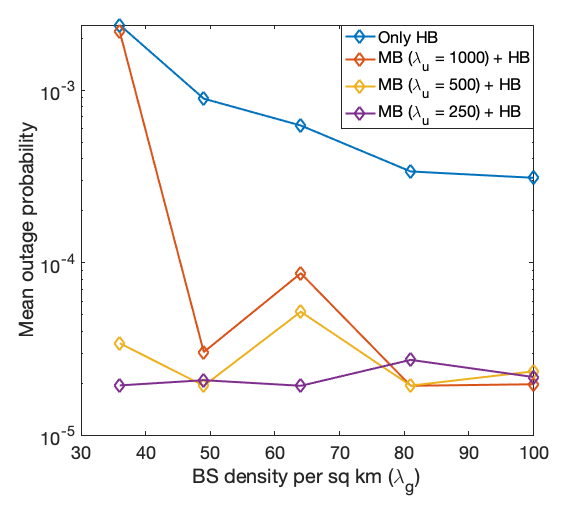 Only HB
MB (λu = 1000) + HB
MB (λu = 500) + HB
MB (λu = 250) + HB
Mean outage probability
10-3
10-4
10-5
30 40 50 60 70 80 90 100
BS density per sq km (λg)